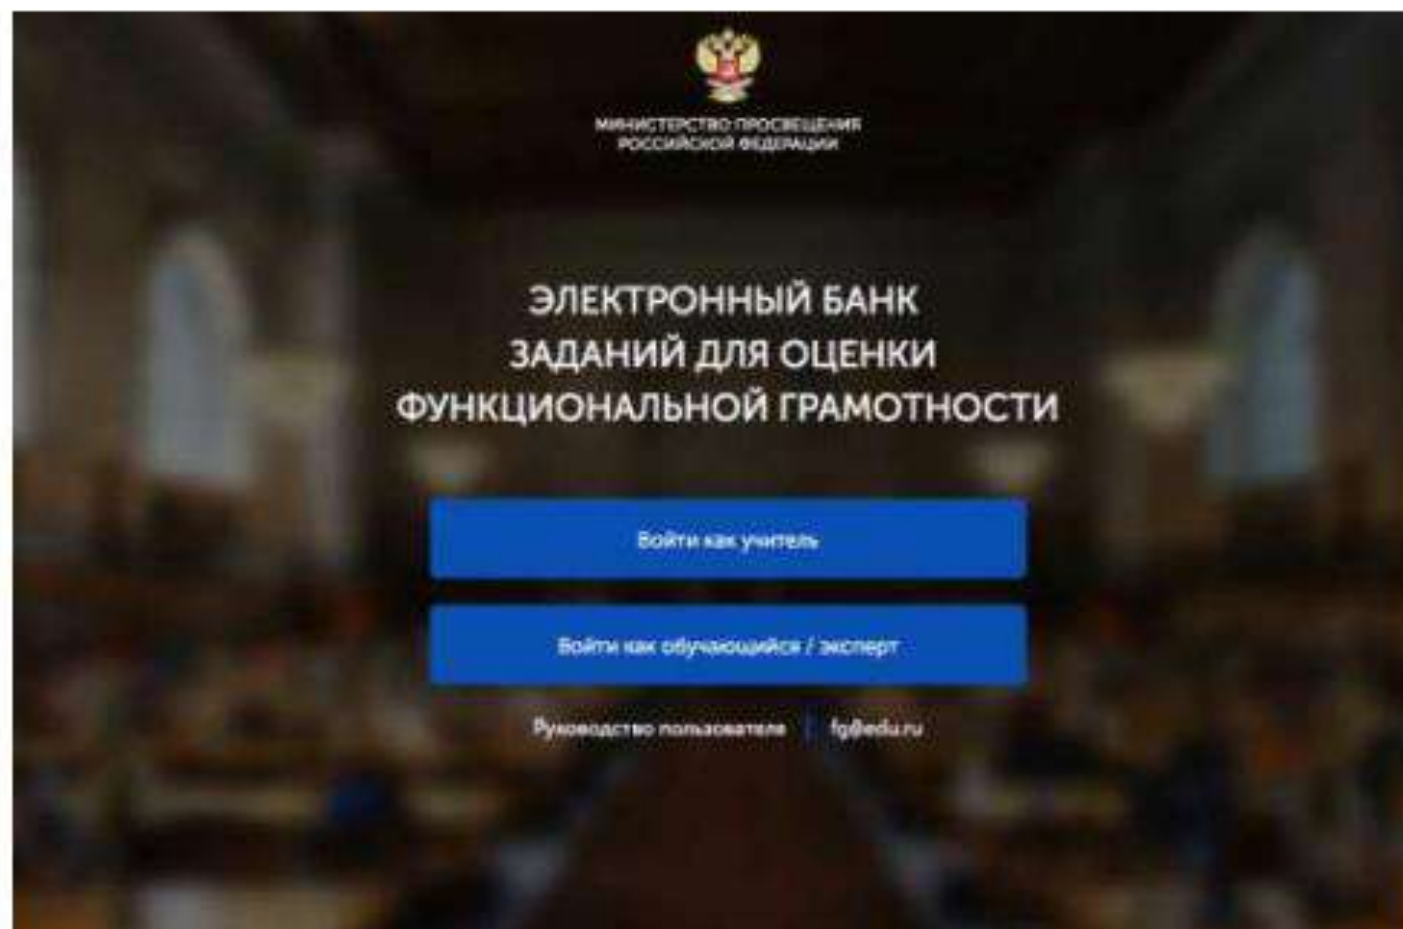 МИНИСТЕРСТВО ПРОСВЕЩЕНИЯ
РОССИЙСКОЙ ФЕДЕРАЦИИ
ЭЛЕКТРОННЫЙ БАНК
ЗАДАНИЙ ДЛЯ ОЦЕНКИ
ФУНКЦИОНАЛЬНОЙ ГРАМОТНОСТИ
Войти как учитель
Войти как обучающийся / эксперт
Руководство пользователя | fg@edu.ru